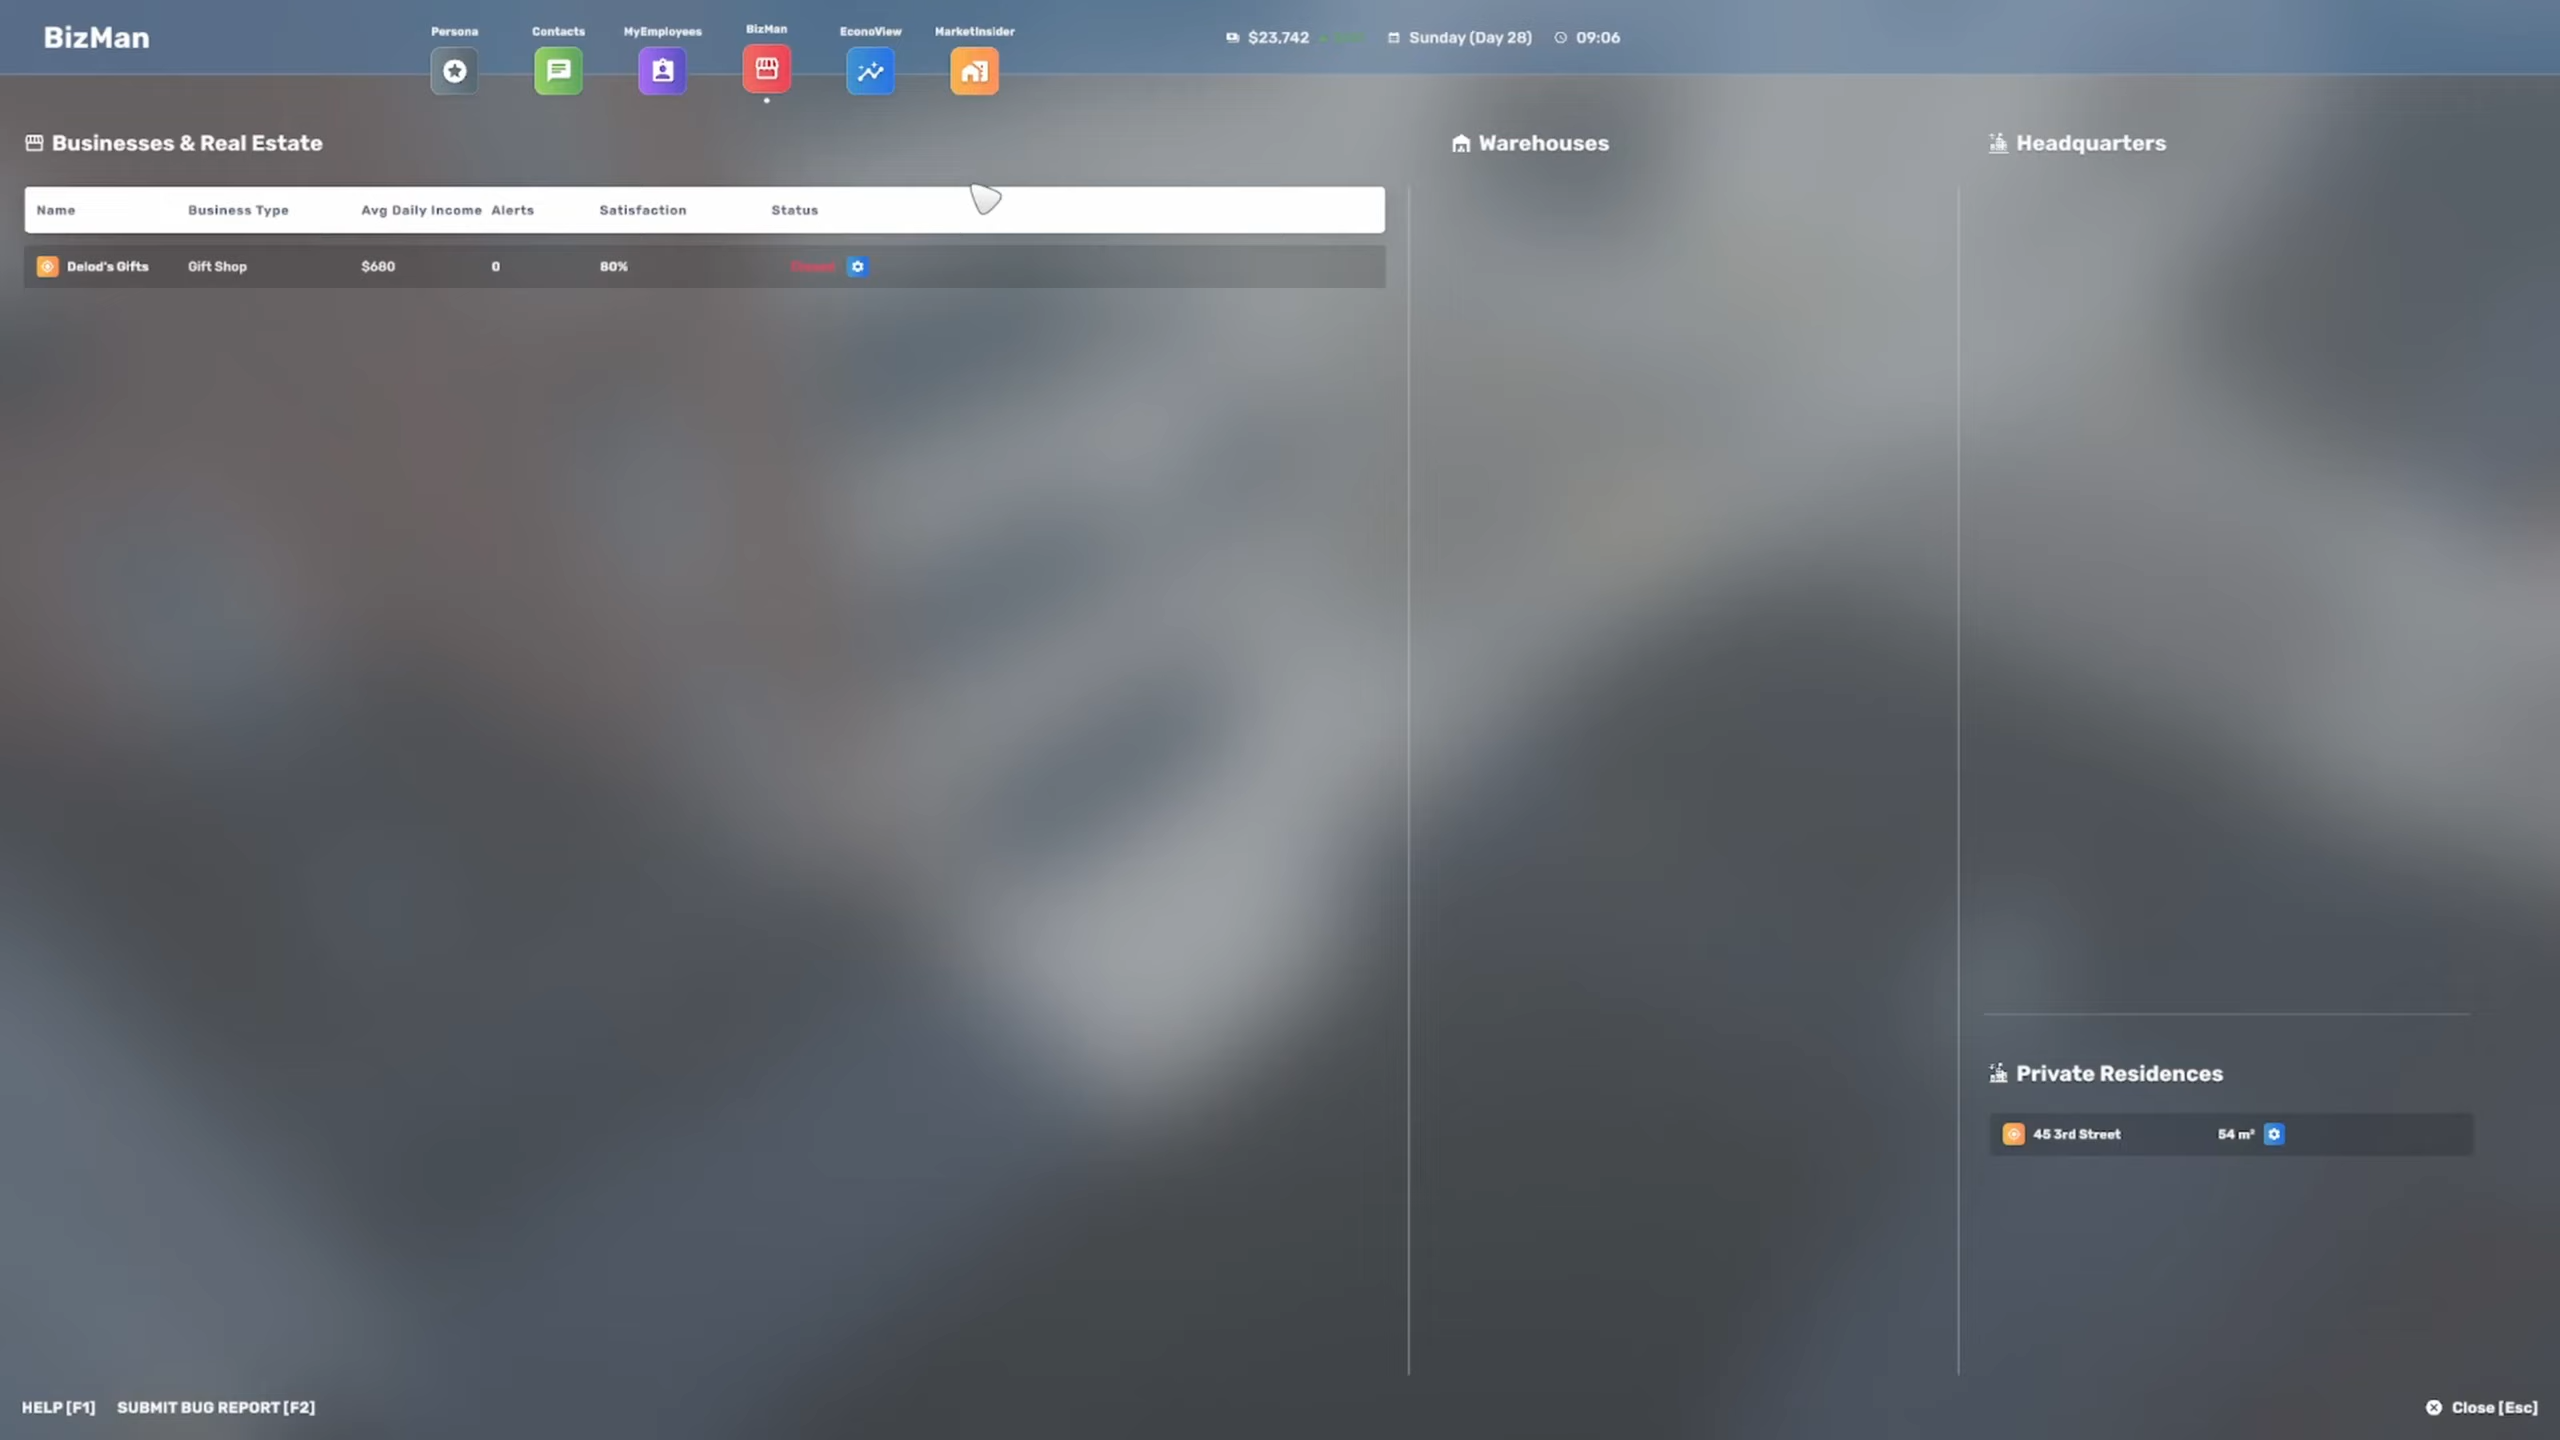 BizMan
Persona
Contacts
MyEmployees
BizMan
EconoView
MarketInsider
$23,742
Sunday (Day 28)
09:06
Businesses & Real Estate
Warehouses
Headquarters
Name Business Type Avg Daily Income Alerts Satisfaction Status
Delod's Gifts Gift Shop $680 0 80% Closed
Private Residences
45 3rd Street 54 m²
HELP [F1] SUBMIT BUG REPORT [F2]
Close [Esc]